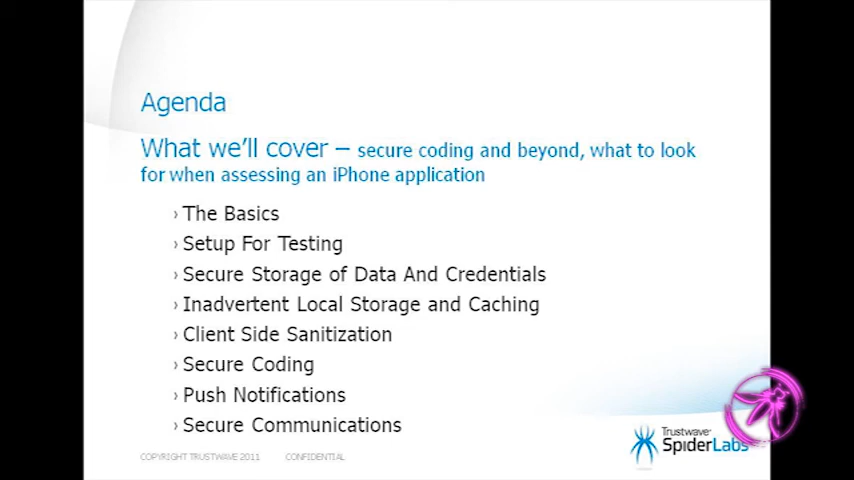 Agenda
What we'll cover – secure coding and beyond, what to look
for when assessing an iPhone application
› The Basics
› Setup For Testing
› Secure Storage of Data And Credentials
› Inadvertent Local Storage and Caching
› Client Side Sanitization
› Secure Coding
› Push Notifications
› Secure Communications
COPYRIGHT TRUSTWAVE 2011 CONFIDENTIAL
Trustwave®
SpiderLabs